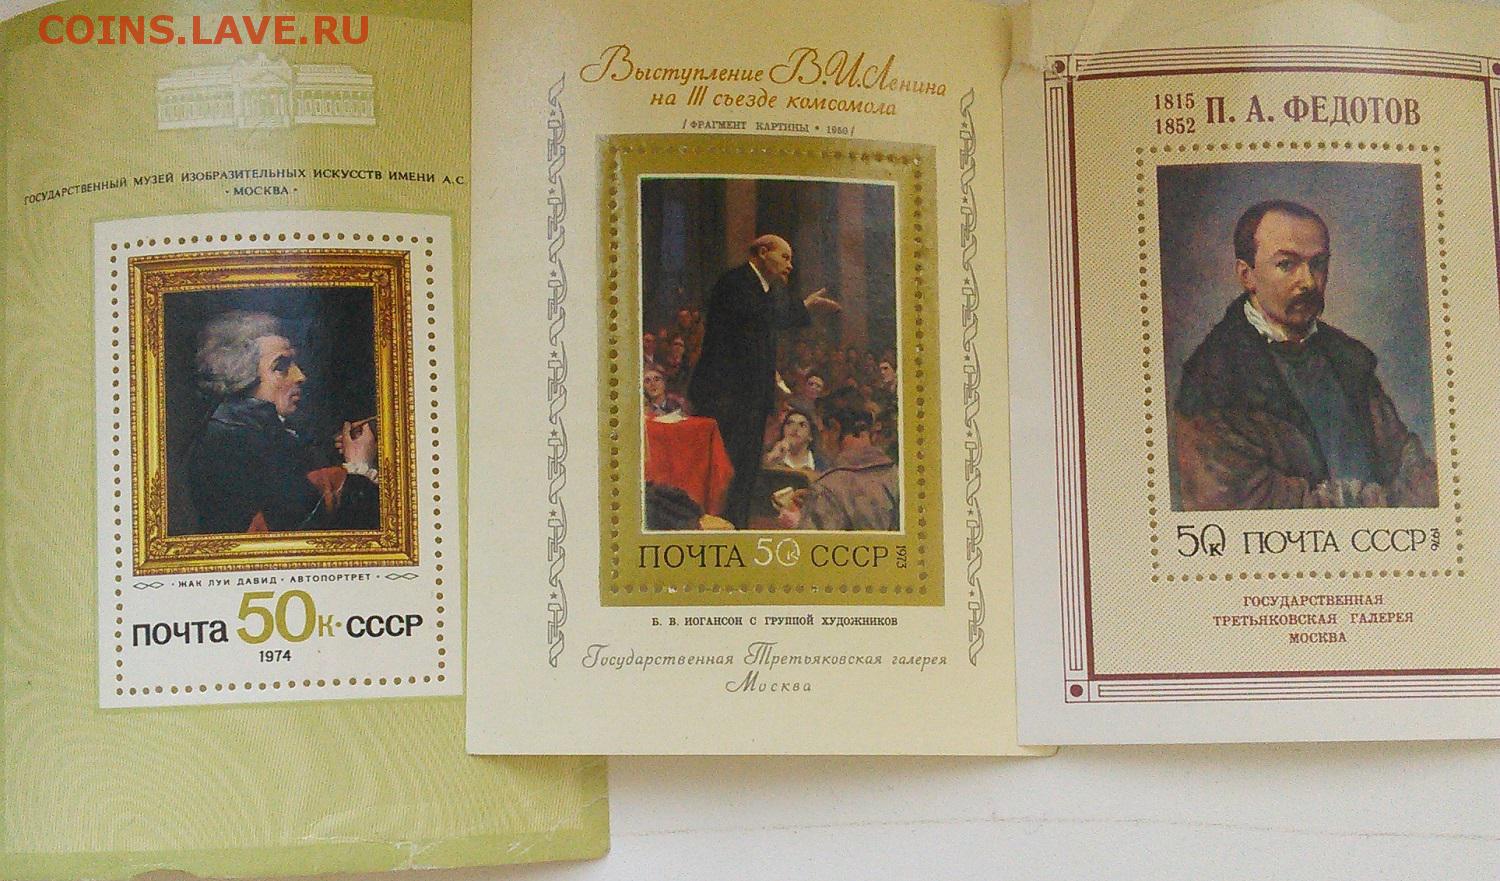 COINS.LAVE.RU
ГОСУДАРСТВЕННЫЙ МУЗЕЙ ИЗОБРАЗИТЕЛЬНЫХ ИСКУССТВ ИМЕНИ А.С.
·МОСКВА·
·ЖАК ЛУИ ДАВИД · АВТОПОРТРЕТ·
ПОЧТА 50К·СССР
1974
Выступление В.И.Ленина
на III съезде комсомола
/ФРАГМЕНТ КАРТИНЫ • 1950/
ПОЧТА 50К СССР
1973
Б. В. ИОГАНСОН С ГРУППОЙ ХУДОЖНИКОВ
Государственная Третьяковская галерея
Москва
1815
1852
П. А. ФЕДОТОВ
50К ПОЧТА СССР
1976
ГОСУДАРСТВЕННАЯ
ТРЕТЬЯКОВСКАЯ ГАЛЕРЕЯ
МОСКВА